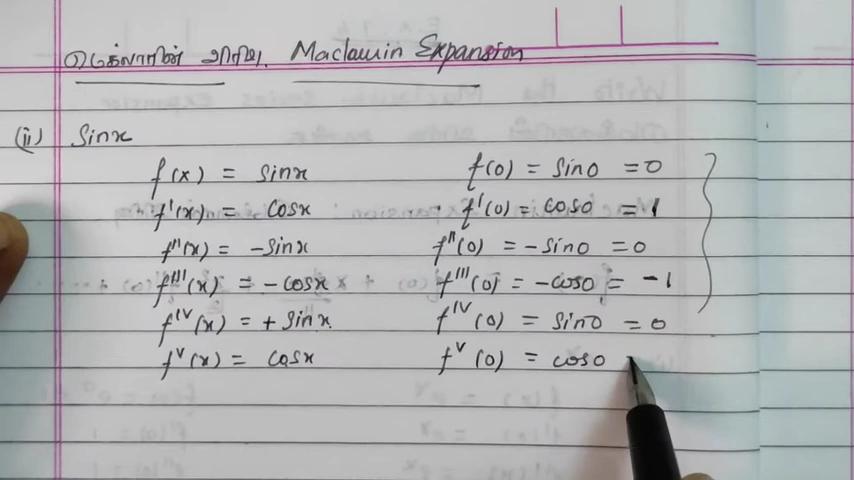 மெக்லாரின் விரிவு. Maclaurin Expansion
(ii) Sinx
f(x) = sinx f(0) = sin0 = 0
f'(x) = cosx f'(0) = cos0 = 1
f''(x) = -sinx f''(0) = -sin0 = 0
f'''(x) = -cosx f'''(0) = -cos0 = -1
f^IV(x) = + sinx f^IV(0) = sin0 = 0
f^V(x) = cosx f^V(0) = cos0 =